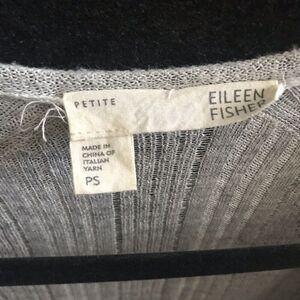 PETITE
EILEEN
FISHER
MADE IN
CHINA OF
ITALIAN
YARN
PS